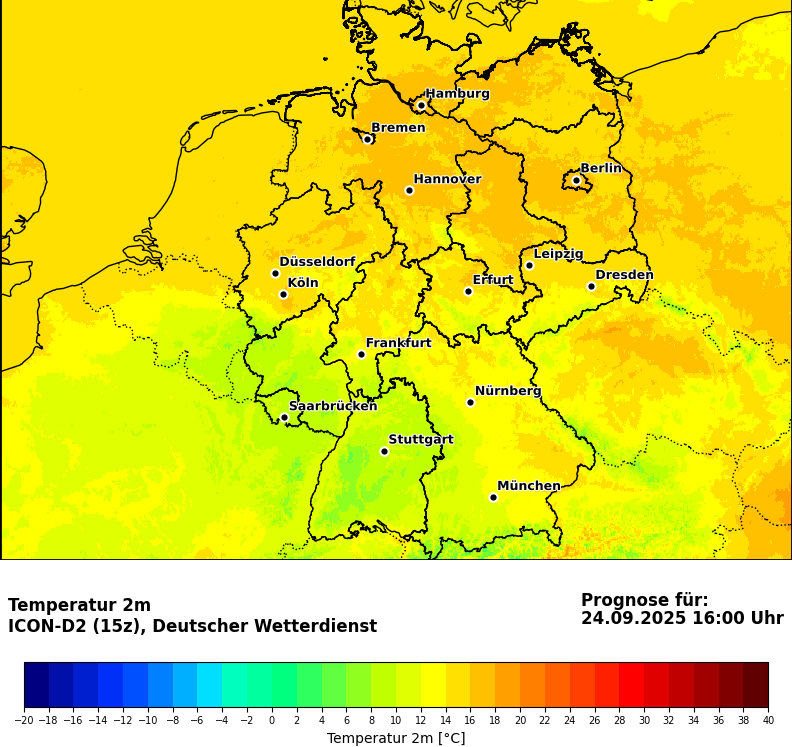 Hamburg
Bremen
Berlin
Hannover
Leipzig
Düsseldorf
Dresden
Köln
Erfurt
Frankfurt
Nürnberg
Saarbrücken
Stuttgart
München
Temperatur 2m
ICON-D2 (15z), Deutscher Wetterdienst
Prognose für:
24.09.2025 16:00 Uhr
−20 −18 −16 −14 −12 −10 −8 −6 −4 −2 0 2 4 6 8 10 12 14 16 18 20 22 24 26 28 30 32 34 36 38 40
Temperatur 2m [°C]